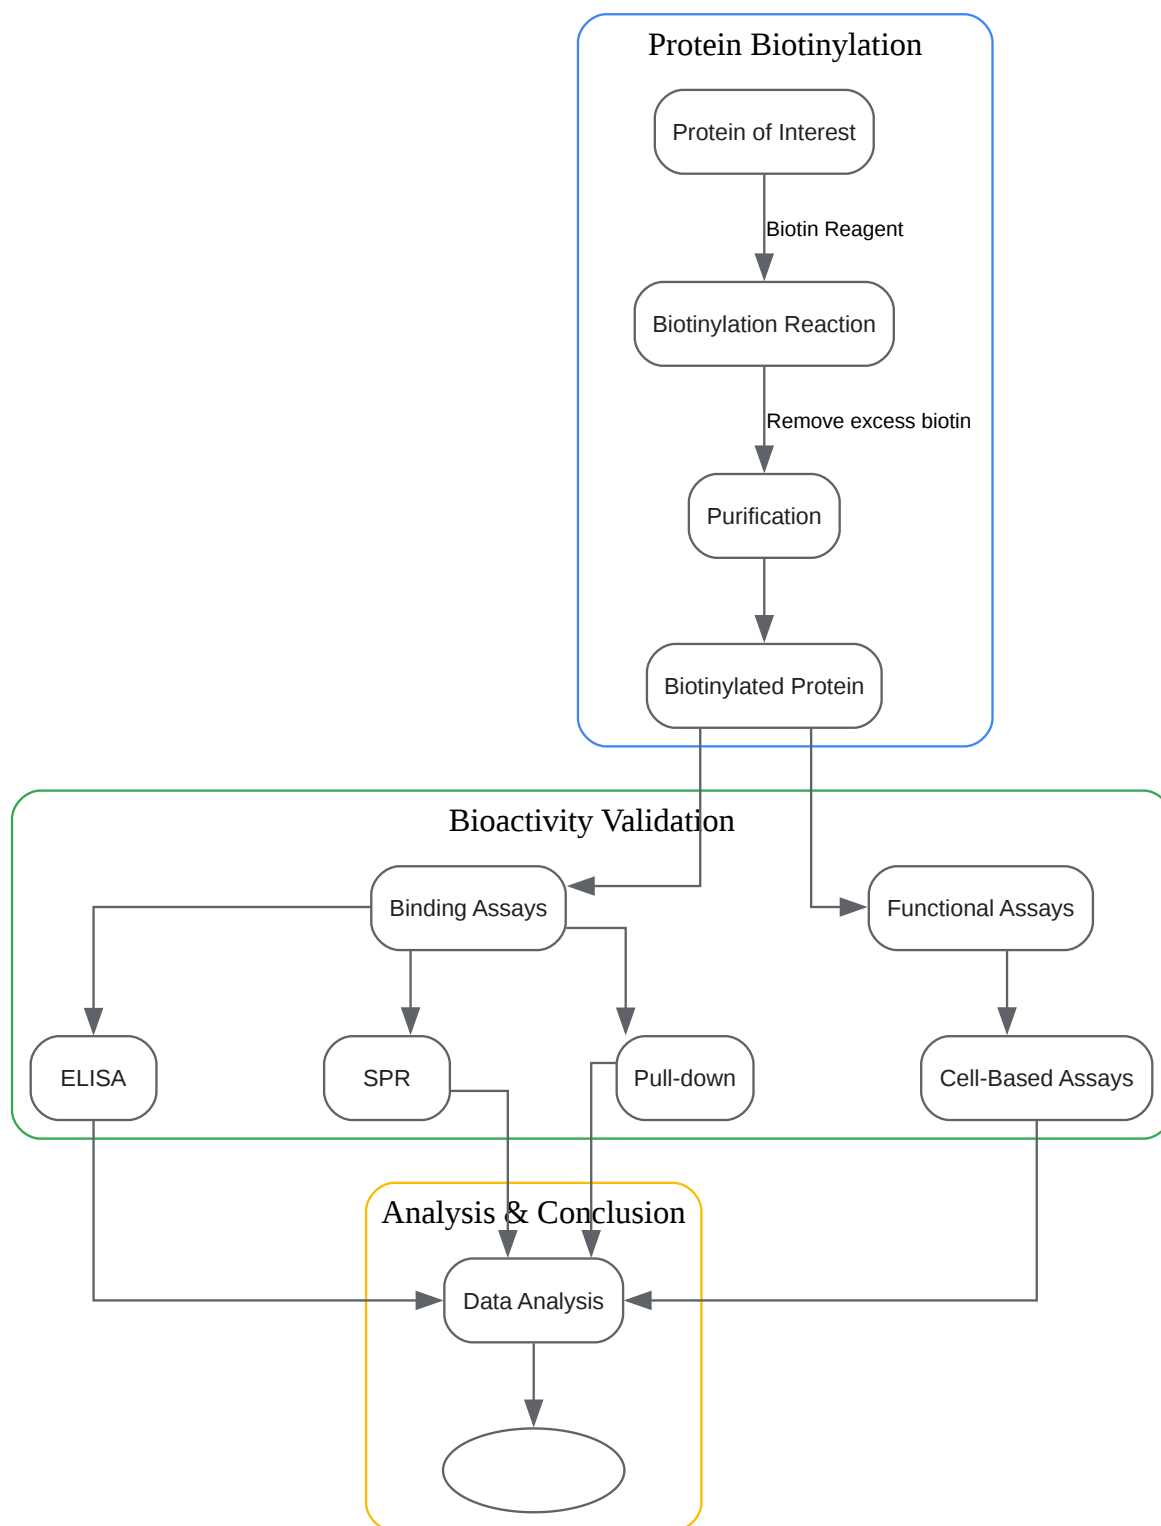 Protein Biotinylation
Protein of Interest
Biotin Reagent
Biotinylation Reaction
Remove excess biotin
Purification
Biotinylated Protein
Bioactivity Validation
Binding Assays
Functional Assays
ELISA
SPR
Pull-down
Cell-Based Assays
Analysis & Conclusion
Data Analysis